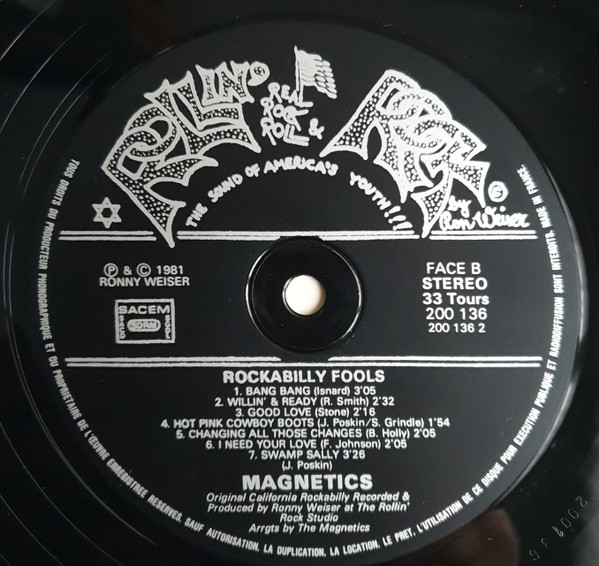 ROLLIN'
REAL
ROCK
& ROLL
ROCK
THE SOUND OF AMERICA'S YOUTH!!!!
by
Ron Weiser
℗ & © 1981
RONNY WEISER
SACEM
SACD
SDRM
SGDL
FACE B
STEREO
33 Tours
200 136
200 136 2
ROCKABILLY FOOLS
1. BANG BANG (Isnard) 3'05
2. WILLIN' & READY (R. Smith) 2'32
3. GOOD LOVE (Stone) 2'16
4. HOT PINK COWBOY BOOTS (J. Poskin/S. Grindle) 1'54
5. CHANGING ALL THOSE CHANGES (B. Holly) 2'05
6. I NEED YOUR LOVE (F. Johnson) 2'05
7. SWAMP SALLY 3'26
(J. Poskin)
MAGNETICS
Original California Rockabilly Recorded &
Produced by Ronny Weiser at The Rollin'
Rock Studio
Arrgts by The Magnetics
TOUS DROITS DU PRODUCTEUR PHONOGRAPHIQUE ET DU PROPRIETAIRE DE L'ŒUVRE ENREGISTREE RESERVES. SAUF AUTORISATION, LA DUPLICATION, LA LOCATION, LE PRET, L'UTILISATION DE CE DISQUE POUR EXECUTION PUBLIQUE ET RADIODIFFUSION SONT INTERDITS. MADE IN FRANCE.